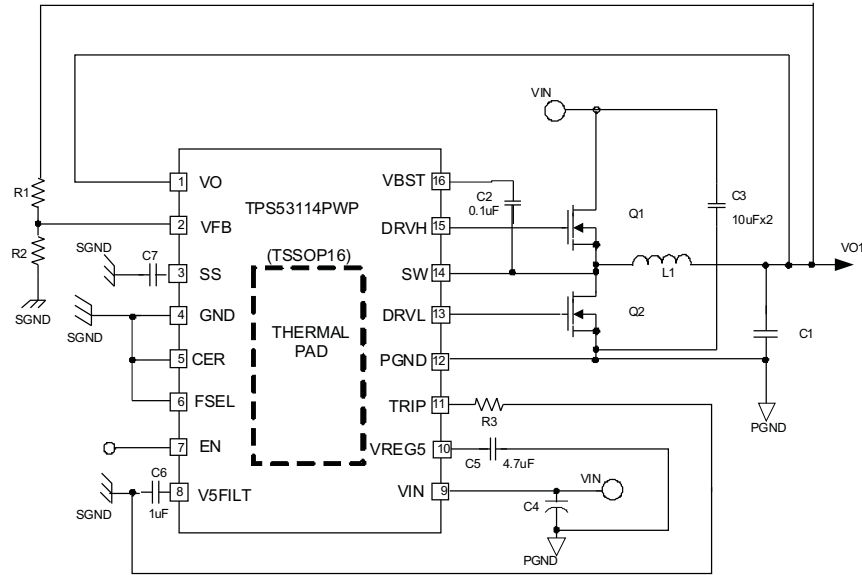 VIN
R1
R2
SGND
1
VO
2
VFB
3
SS
SGND
C7
4
GND
SGND
5
CER
6
FSEL
7
EN
8
V5FILT
C6
1uF
SGND
TPS53114PWP
(TSSOP16)
THERMAL
PAD
VBST
16
C2
0.1uF
DRVH
15
SW
14
DRVL
13
PGND
12
TRIP
11
R3
VREG5
10
C5
4.7uF
VIN
9
VIN
C4
PGND
Q1
Q2
C3
10uFx2
L1
VO1
C1
PGND